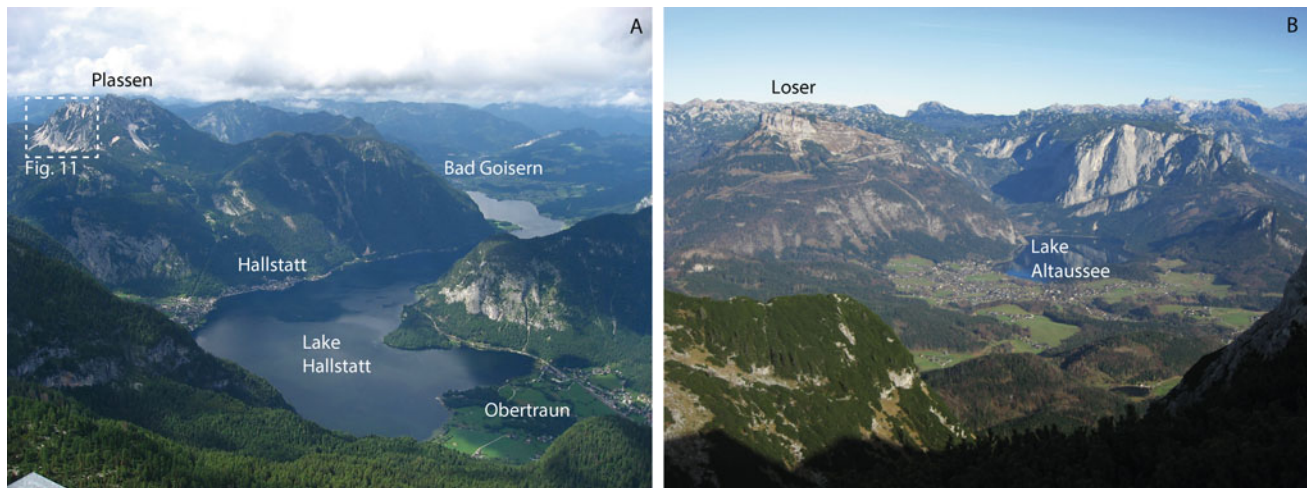 A
Plassen
Fig. 11
Bad Goisern
Hallstatt
Lake
Hallstatt
Obertraun
B
Loser
Lake
Altaussee